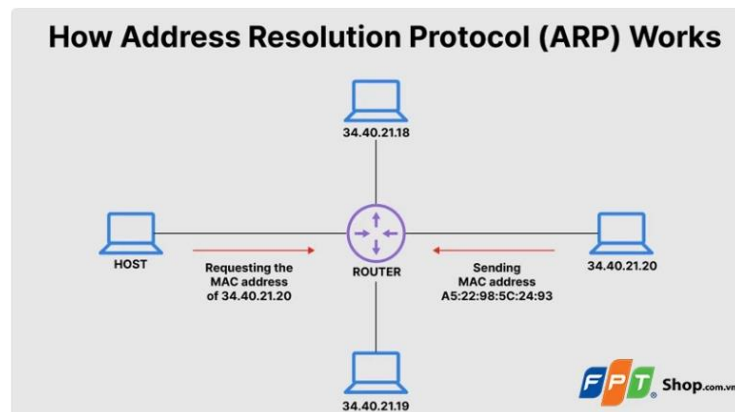 How Address Resolution Protocol (ARP) Works
34.40.21.18
HOST
Requesting the
MAC address
of 34.40.21.20
ROUTER
Sending
MAC address
A5:22:98:5C:24:93
34.40.21.20
34.40.21.19
FPT Shop.com.vn